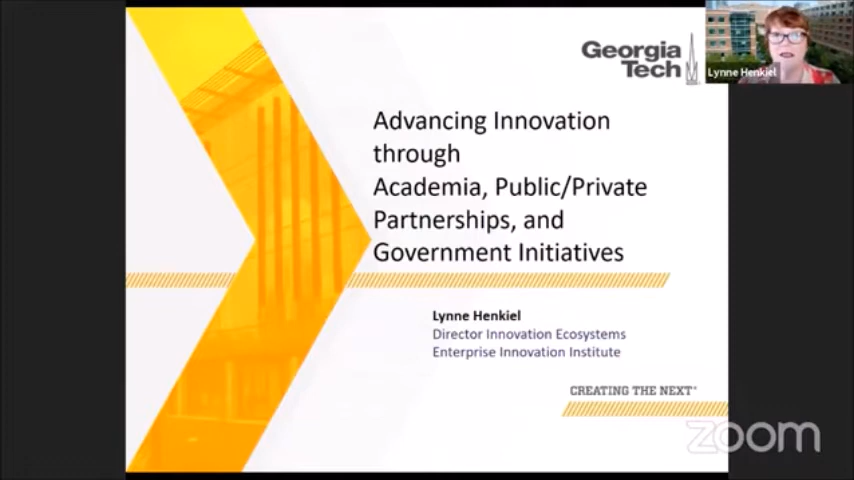 Georgia
Tech
Lynne Henkiel
Advancing Innovation
through
Academia, Public/Private
Partnerships, and
Government Initiatives
Lynne Henkiel
Director Innovation Ecosystems
Enterprise Innovation Institute
CREATING THE NEXT®
zoom